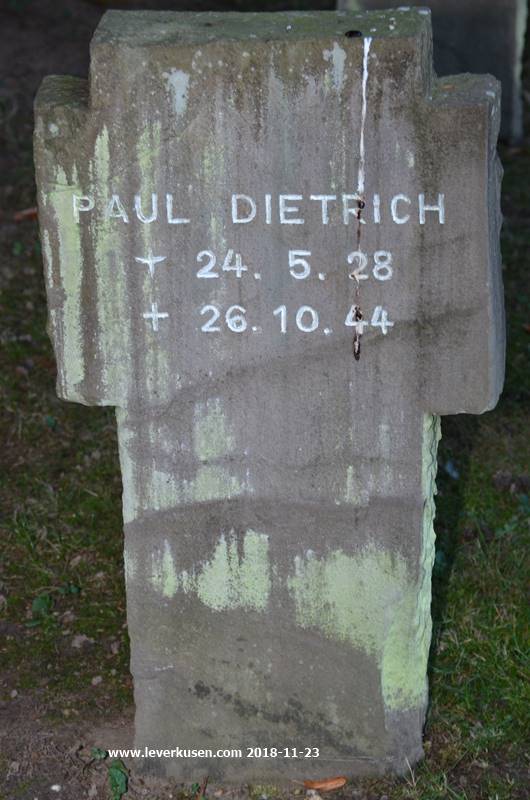 PAUL DIETRICH
⋆ 24. 5. 28
+ 26. 10. 44
www.leverkusen.com 2018-11-23